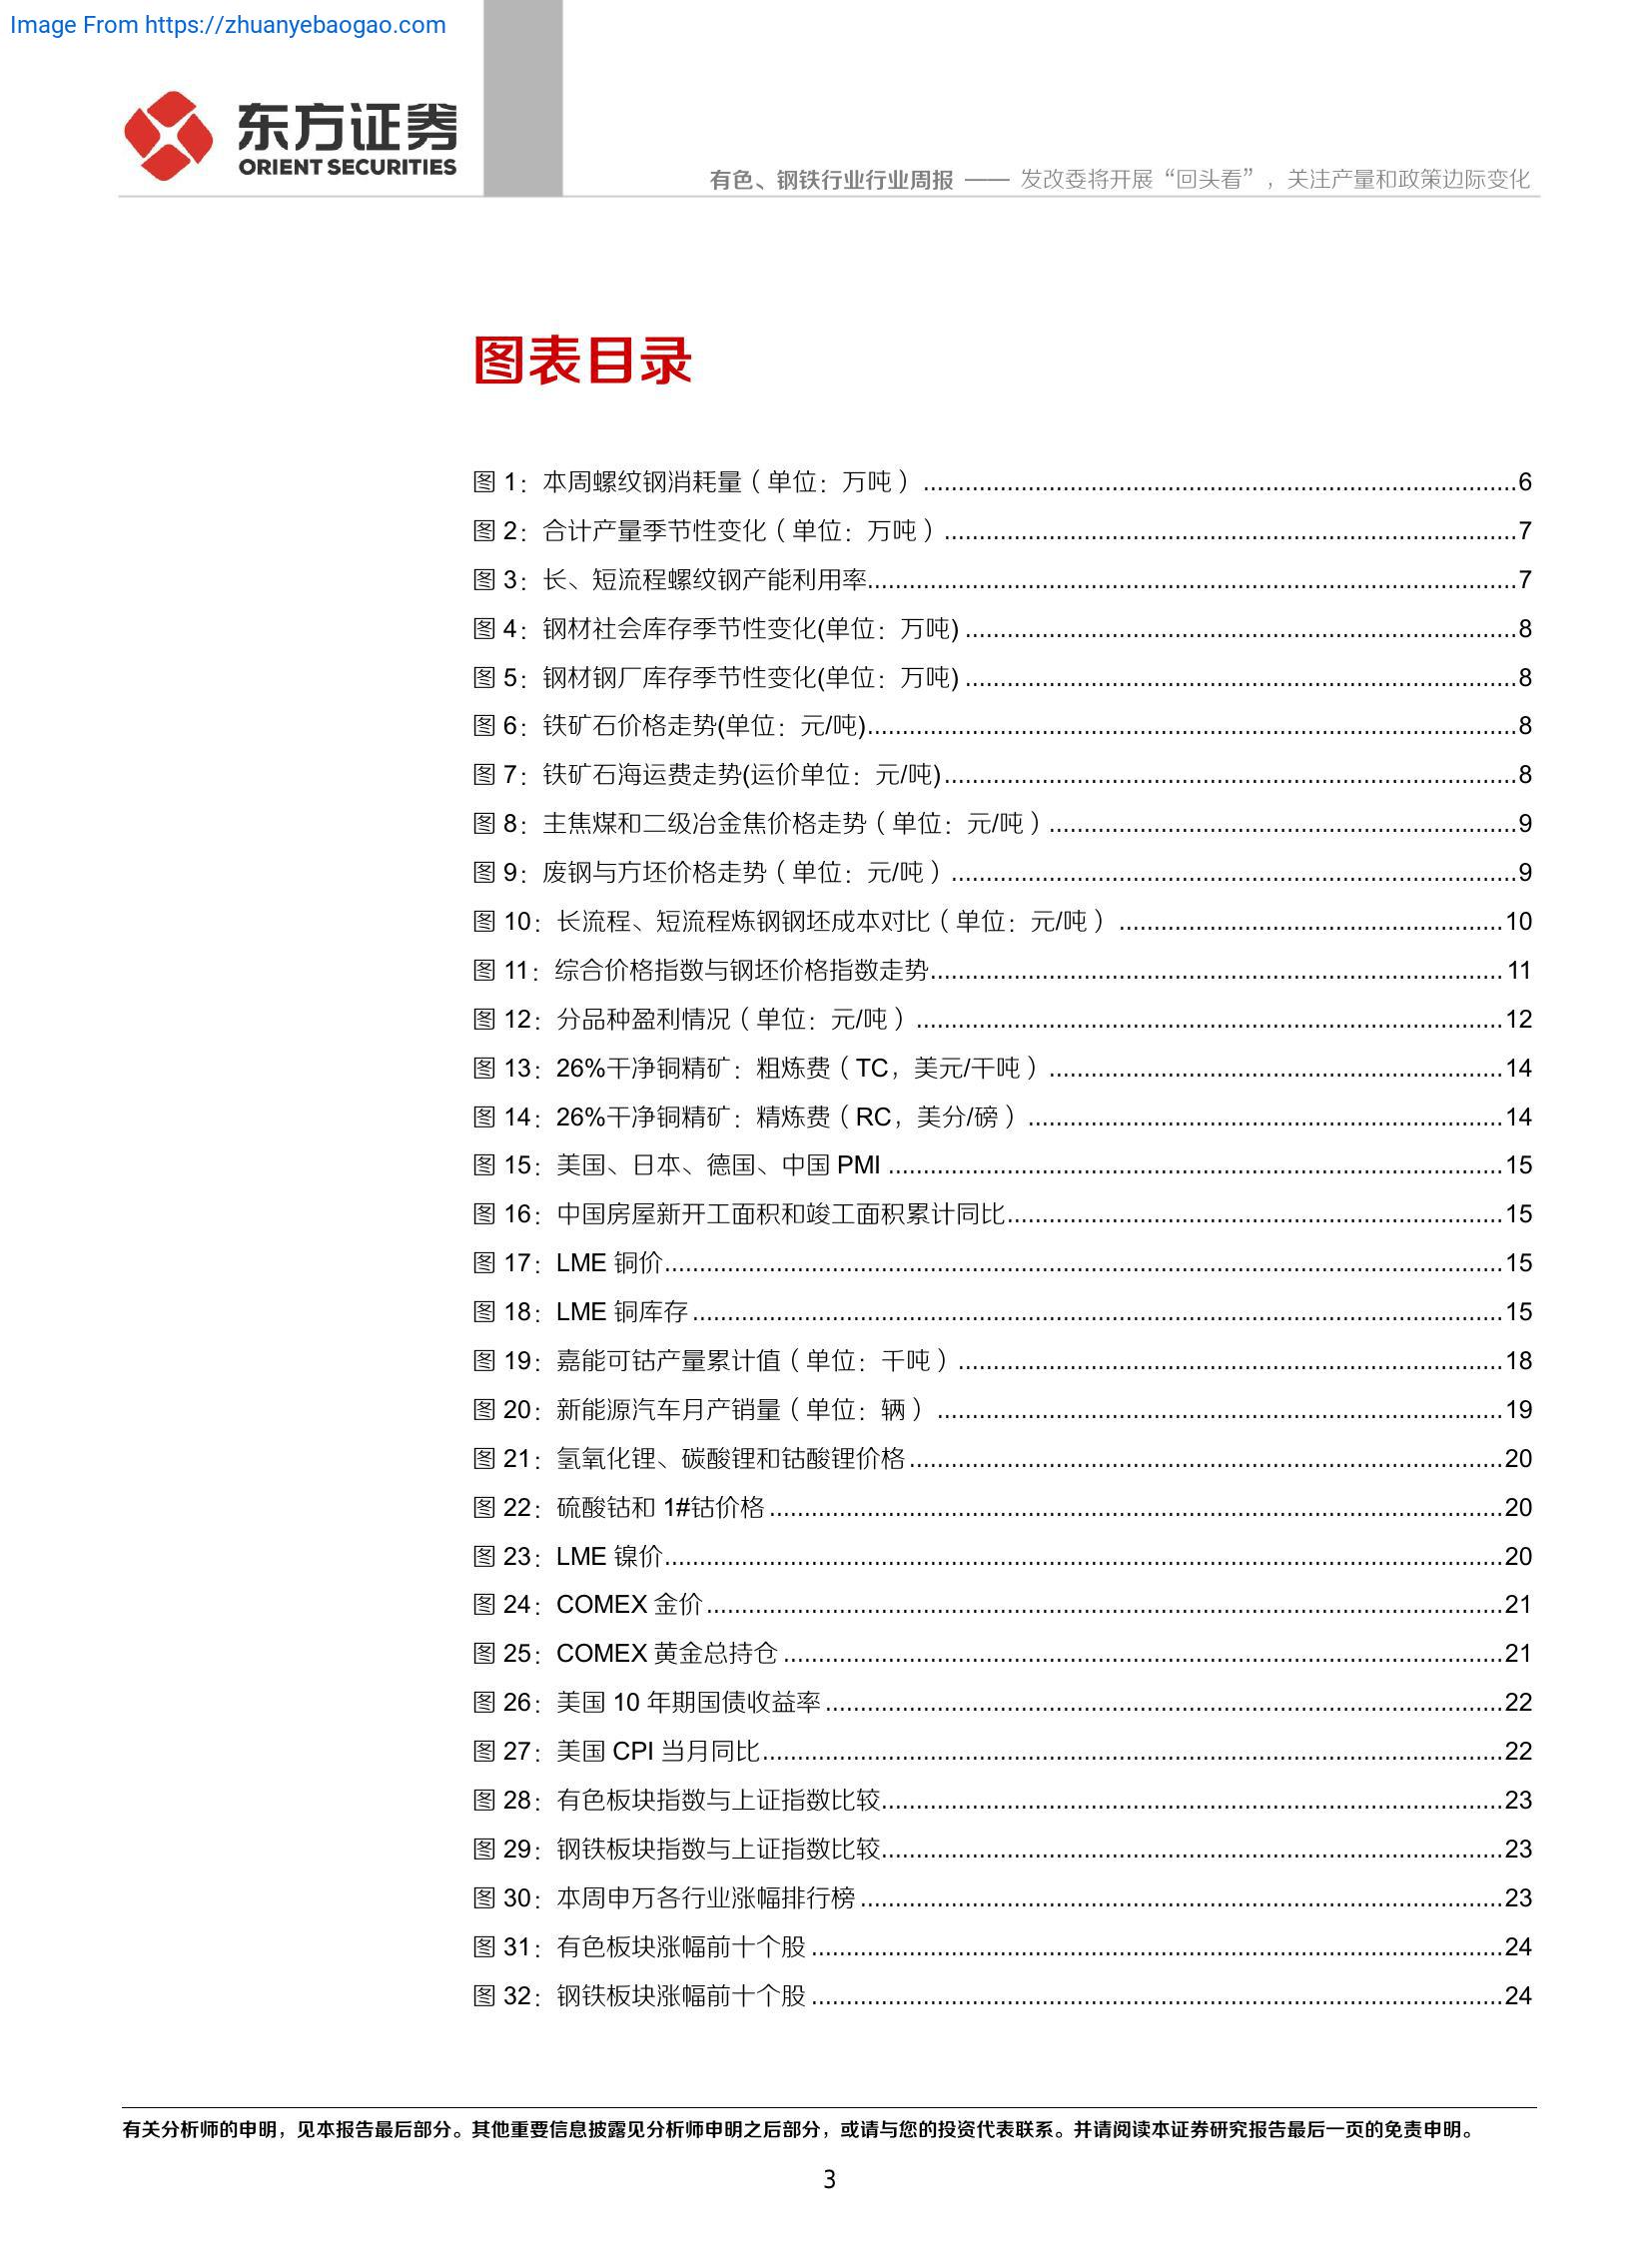 Image From https://zhuanyebaogao.com
东方证券
ORIENT SECURITIES
有色、钢铁行业行业周报 —— 发改委将开展“回头看”，关注产量和政策边际变化
图表目录
图 1：本周螺纹钢消耗量（单位：万吨）......6
图 2：合计产量季节性变化（单位：万吨）......7
图 3：长、短流程螺纹钢产能利用率......7
图 4：钢材社会库存季节性变化(单位：万吨)......8
图 5：钢材钢厂库存季节性变化(单位：万吨)......8
图 6：铁矿石价格走势(单位：元/吨)......8
图 7：铁矿石海运费走势(运价单位：元/吨)......8
图 8：主焦煤和二级冶金焦价格走势（单位：元/吨）......9
图 9：废钢与方坯价格走势（单位：元/吨）......9
图 10：长流程、短流程炼钢钢坯成本对比（单位：元/吨）......10
图 11：综合价格指数与钢坯价格指数走势......11
图 12：分品种盈利情况（单位：元/吨）......12
图 13：26%干净铜精矿：粗炼费（TC，美元/干吨）......14
图 14：26%干净铜精矿：精炼费（RC，美分/磅）......14
图 15：美国、日本、德国、中国 PMI......15
图 16：中国房屋新开工面积和竣工面积累计同比......15
图 17：LME 铜价......15
图 18：LME 铜库存......15
图 19：嘉能可钴产量累计值（单位：千吨）......18
图 20：新能源汽车月产销量（单位：辆）......19
图 21：氢氧化锂、碳酸锂和钴酸锂价格......20
图 22：硫酸钴和 1#钴价格......20
图 23：LME 镍价......20
图 24：COMEX 金价......21
图 25：COMEX 黄金总持仓......21
图 26：美国 10 年期国债收益率......22
图 27：美国 CPI 当月同比......22
图 28：有色板块指数与上证指数比较......23
图 29：钢铁板块指数与上证指数比较......23
图 30：本周申万各行业涨幅排行榜......23
图 31：有色板块涨幅前十个股......24
图 32：钢铁板块涨幅前十个股......24
有关分析师的申明，见本报告最后部分。其他重要信息披露见分析师申明之后部分，或请与您的投资代表联系。并请阅读本证券研究报告最后一页的免责申明。
3